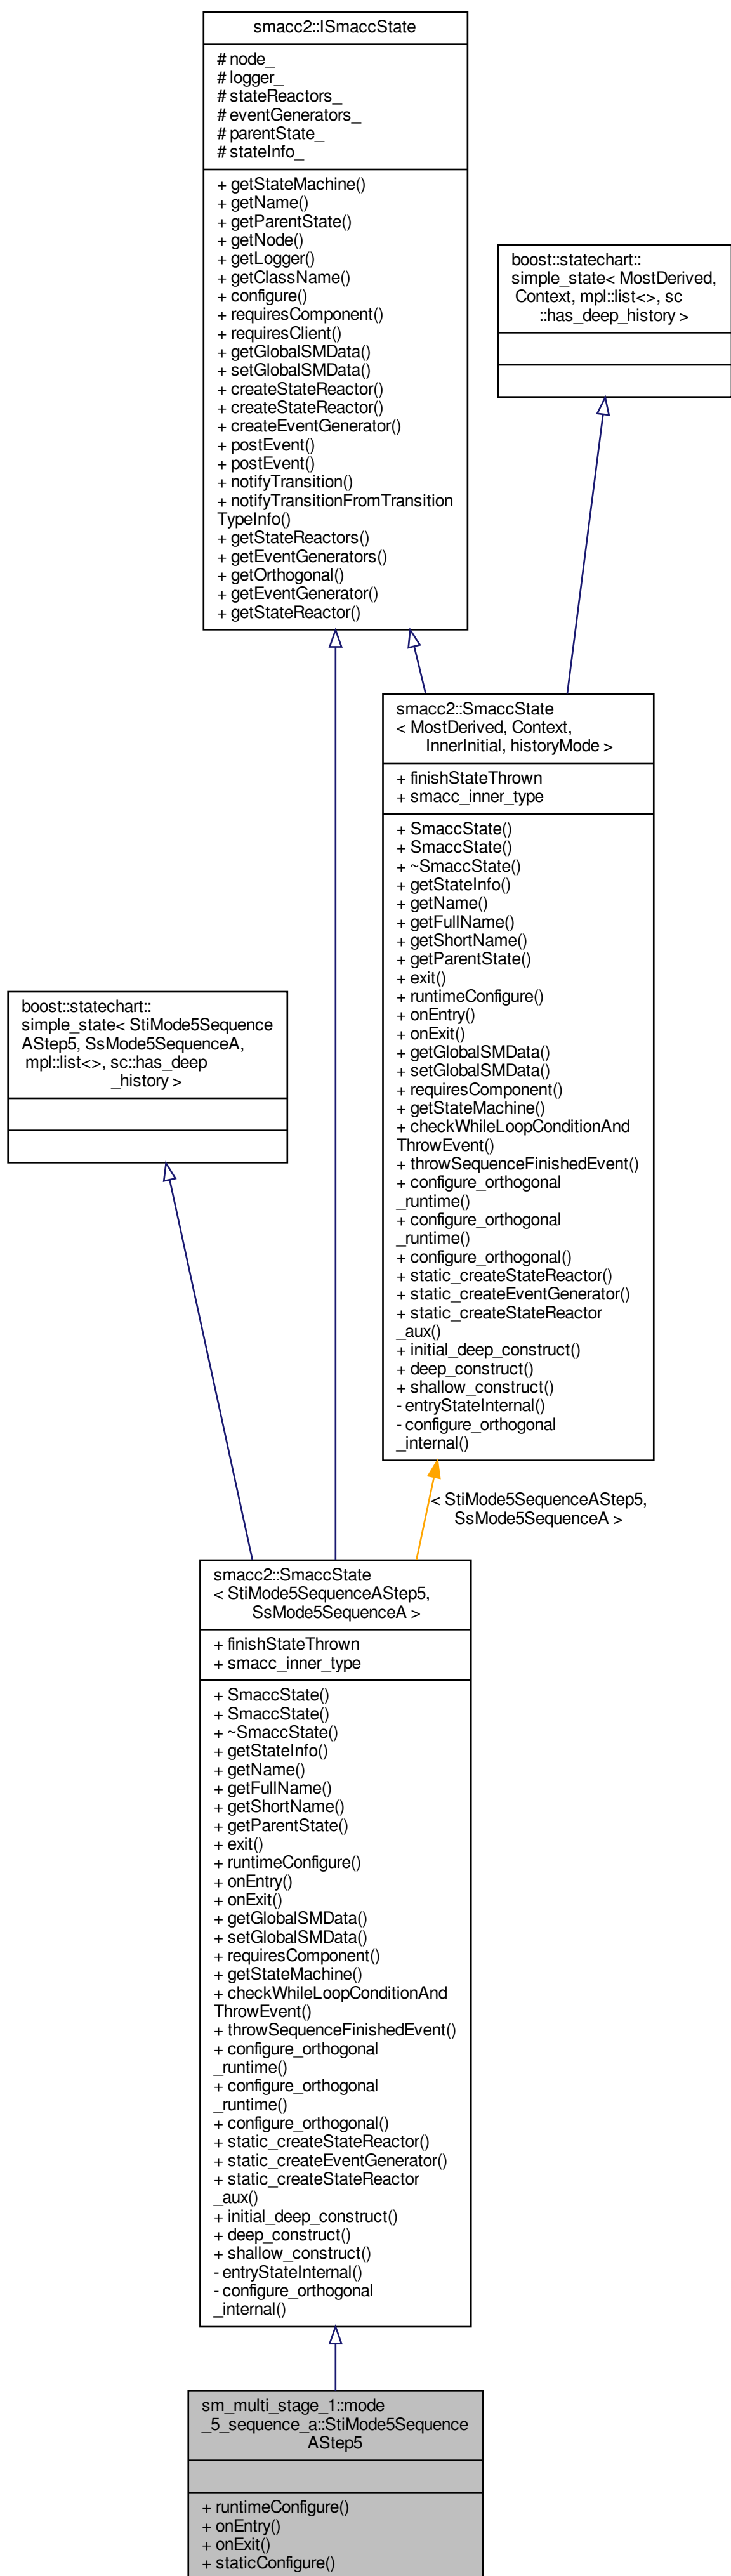 smacc2::ISmaccState
# node_
# logger_
# stateReactors_
# eventGenerators_
# parentState_
# stateInfo_
+ getStateMachine()
+ getName()
+ getParentState()
+ getNode()
+ getLogger()
+ getClassName()
+ configure()
+ requiresComponent()
+ requiresClient()
+ getGlobalSMData()
+ setGlobalSMData()
+ createStateReactor()
+ createStateReactor()
+ createEventGenerator()
+ postEvent()
+ postEvent()
+ notifyTransition()
+ notifyTransitionFromTransition
TypeInfo()
+ getStateReactors()
+ getEventGenerators()
+ getOrthogonal()
+ getEventGenerator()
+ getStateReactor()
boost::statechart::
simple_state< MostDerived,
Context, mpl::list<>, sc
::has_deep_history >
smacc2::SmaccState
< MostDerived, Context,
InnerInitial, historyMode >
+ finishStateThrown
+ smacc_inner_type
+ SmaccState()
+ SmaccState()
+ ~SmaccState()
+ getStateInfo()
+ getName()
+ getFullName()
+ getShortName()
+ getParentState()
+ exit()
+ runtimeConfigure()
+ onEntry()
+ onExit()
+ getGlobalSMData()
+ setGlobalSMData()
+ requiresComponent()
+ getStateMachine()
+ checkWhileLoopConditionAnd
ThrowEvent()
+ throwSequenceFinishedEvent()
+ configure_orthogonal
_runtime()
+ configure_orthogonal
_runtime()
+ configure_orthogonal()
+ static_createStateReactor()
+ static_createEventGenerator()
+ static_createStateReactor
_aux()
+ initial_deep_construct()
+ deep_construct()
+ shallow_construct()
- entryStateInternal()
- configure_orthogonal
_internal()
boost::statechart::
simple_state< StiMode5Sequence
AStep5, SsMode5SequenceA,
mpl::list<>, sc::has_deep
_history >
< StiMode5SequenceAStep5,
SsMode5SequenceA >
smacc2::SmaccState
< StiMode5SequenceAStep5,
SsMode5SequenceA >
+ finishStateThrown
+ smacc_inner_type
+ SmaccState()
+ SmaccState()
+ ~SmaccState()
+ getStateInfo()
+ getName()
+ getFullName()
+ getShortName()
+ getParentState()
+ exit()
+ runtimeConfigure()
+ onEntry()
+ onExit()
+ getGlobalSMData()
+ setGlobalSMData()
+ requiresComponent()
+ getStateMachine()
+ checkWhileLoopConditionAnd
ThrowEvent()
+ throwSequenceFinishedEvent()
+ configure_orthogonal
_runtime()
+ configure_orthogonal
_runtime()
+ configure_orthogonal()
+ static_createStateReactor()
+ static_createEventGenerator()
+ static_createStateReactor
_aux()
+ initial_deep_construct()
+ deep_construct()
+ shallow_construct()
- entryStateInternal()
- configure_orthogonal
_internal()
sm_multi_stage_1::mode
_5_sequence_a::StiMode5Sequence
AStep5
+ runtimeConfigure()
+ onEntry()
+ onExit()
+ staticConfigure()